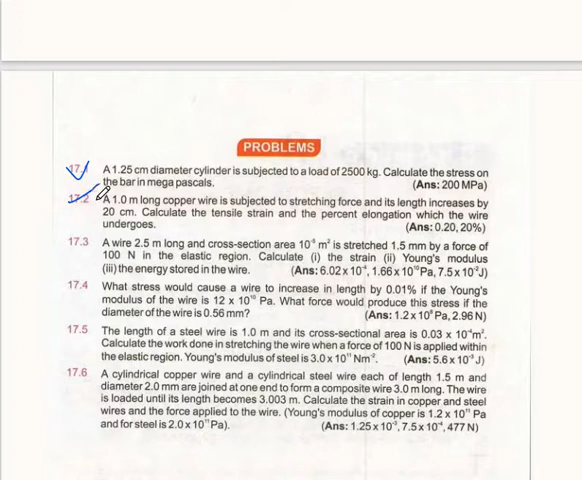 PROBLEMS
17.1 A 1.25 cm diameter cylinder is subjected to a load of 2500 kg. Calculate the stress on
the bar in mega pascals. (Ans: 200 MPa)
17.2 A 1.0 m long copper wire is subjected to stretching force and its length increases by
20 cm. Calculate the tensile strain and the percent elongation which the wire
undergoes. (Ans: 0.20, 20%)
17.3 A wire 2.5 m long and cross-section area 10⁻⁵ m² is stretched 1.5 mm by a force of
100 N in the elastic region. Calculate (i) the strain (ii) Young's modulus
(iii) the energy stored in the wire. (Ans: 6.02 x 10⁻⁴, 1.66 x 10¹⁰ Pa, 7.5 x 10⁻² J)
17.4 What stress would cause a wire to increase in length by 0.01% if the Young's
modulus of the wire is 12 x 10¹⁰ Pa. What force would produce this stress if the
diameter of the wire is 0.56 mm? (Ans: 1.2 x 10⁸ Pa, 2.96 N)
17.5 The length of a steel wire is 1.0 m and its cross-sectional area is 0.03 x 10⁻⁴ m².
Calculate the work done in stretching the wire when a force of 100 N is applied within
the elastic region. Young's modulus of steel is 3.0 x 10¹¹ Nm⁻². (Ans: 5.6 x 10⁻³ J)
17.6 A cylindrical copper wire and a cylindrical steel wire each of length 1.5 m and
diameter 2.0 mm are joined at one end to form a composite wire 3.0 m long. The wire
is loaded until its length becomes 3.003 m. Calculate the strain in copper and steel
wires and the force applied to the wire. (Young's modulus of copper is 1.2 x 10¹¹ Pa
and for steel is 2.0 x 10¹¹ Pa). (Ans: 1.25 x 10⁻³, 7.5 x 10⁻⁴, 477 N)